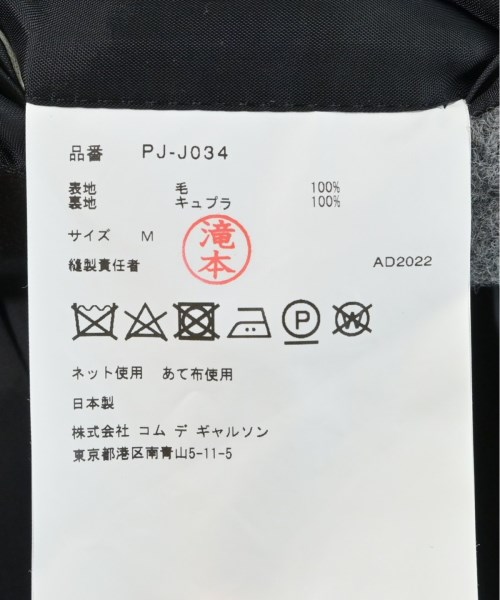 品番 PJ-J034
表地 毛 100%
裏地 キュプラ 100%
サイズ M
滝本
縫製責任者 AD2022
P W
ネット使用 あて布使用
日本製
株式会社 コム デ ギャルソン
東京都港区南青山5-11-5